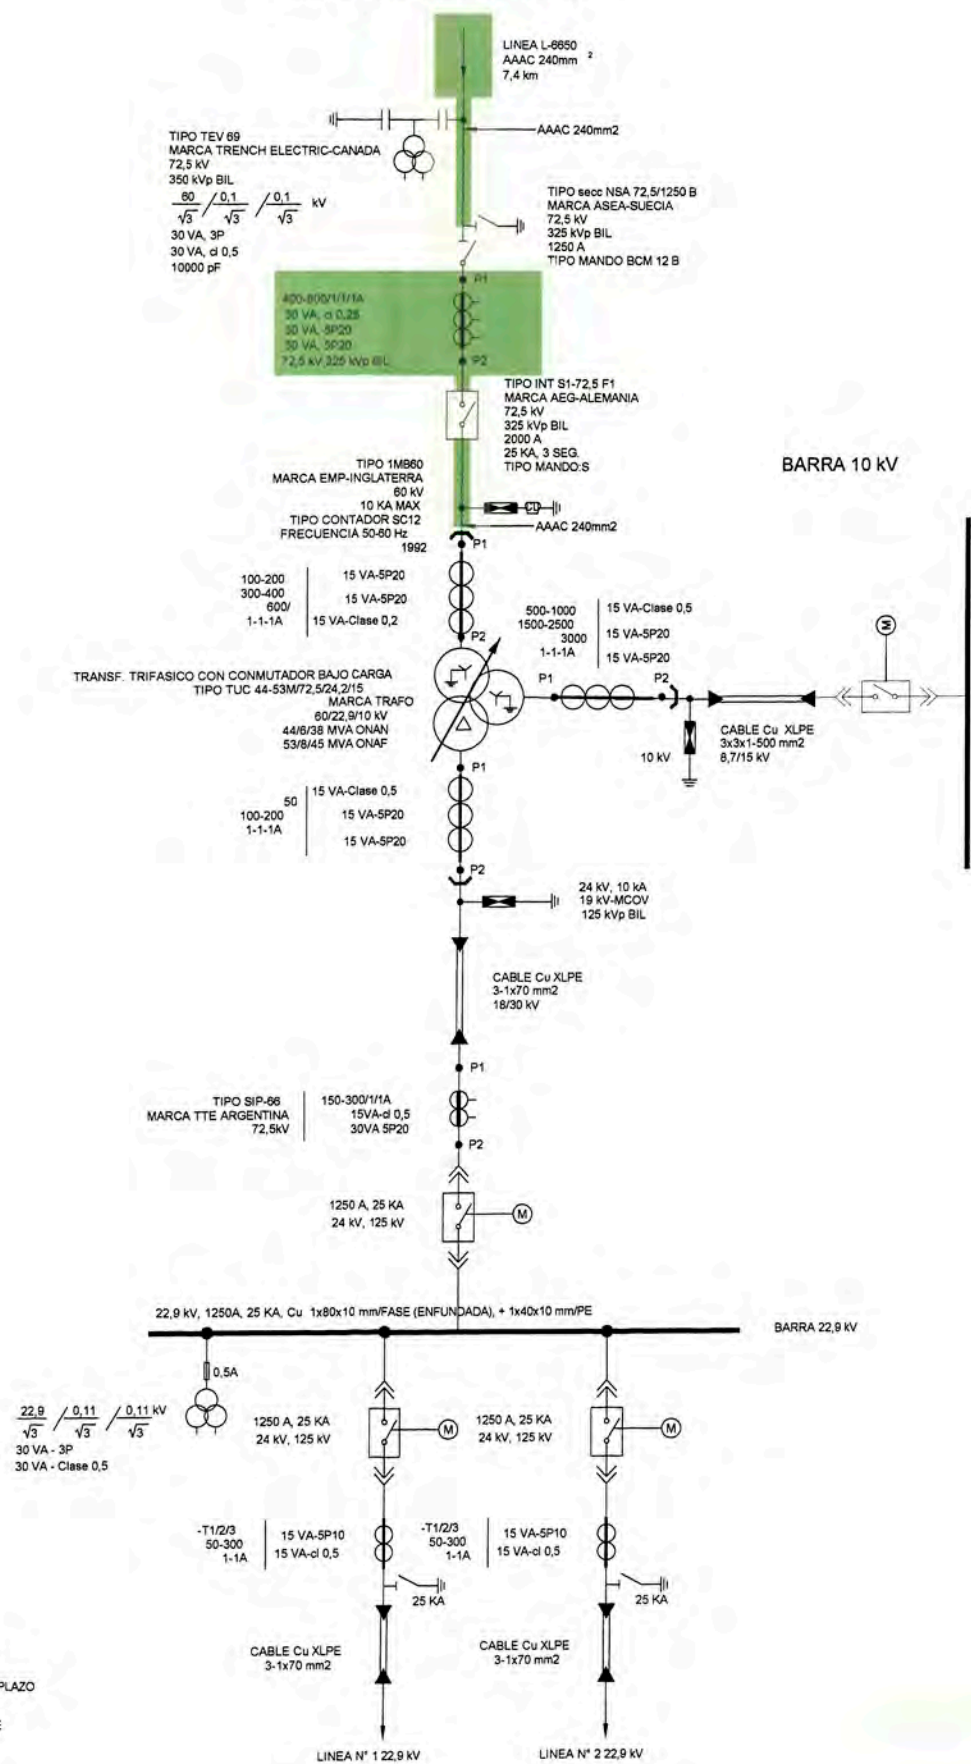 LINEA L-6650
AAAC 240mm 2
7,4 km
AAAC 240mm2
TIPO TEV 69
MARCA TRENCH ELECTRIC-CANADA
72,5 kV
350 kVp BIL
60/√3 / 0,1/√3 / 0,1/√3 kV
30 VA, 3P
30 VA, cl 0,5
10000 pF
TIPO secc NSA 72,5/1250 B
MARCA ASEA-SUECIA
72,5 kV
325 kVp BIL
1250 A
TIPO MANDO BCM 12 B
P1
400-800/1/1/1A
30 VA, cl 0,25
30 VA, 5P20
30 VA, 5P20
72,5 kV,325 kVp BIL
P2
TIPO INT S1-72,5 F1
MARCA AEG-ALEMANIA
72,5 kV
325 kVp BIL
2000 A
25 KA, 3 SEG.
TIPO MANDO:S
BARRA 10 kV
TIPO 1MB60
MARCA EMP-INGLATERRA
60 kV
10 KA MAX
TIPO CONTADOR SC12
FRECUENCIA 50-60 Hz
1992
AAAC 240mm2
P1
100-200
300-400
600/
1-1-1A
15 VA-5P20
15 VA-5P20
15 VA-Clase 0,2
P2
500-1000
1500-2500
3000
1-1-1A
15 VA-Clase 0,5
15 VA-5P20
15 VA-5P20
P1
P2
M
TRANSF. TRIFASICO CON CONMUTADOR BAJO CARGA
TIPO TUC 44-53M/72,5/24,2/15
MARCA TRAFO
60/22,9/10 kV
44/6/38 MVA ONAN
53/8/45 MVA ONAF
10 kV
CABLE Cu XLPE
3x3x1-500 mm2
8,7/15 kV
P1
50
100-200
1-1-1A
15 VA-Clase 0,5
15 VA-5P20
15 VA-5P20
P2
24 kV, 10 kA
19 kV-MCOV
125 kVp BIL
CABLE Cu XLPE
3-1x70 mm2
18/30 kV
P1
TIPO SIP-66
MARCA TTE ARGENTINA
72,5kV
150-300/1/1A
15VA-cl 0,5
30VA 5P20
P2
1250 A, 25 KA
24 kV, 125 kV
M
22,9 kV, 1250A, 25 KA, Cu 1x80x10 mm/FASE (ENFUNDADA), + 1x40x10 mm/PE
BARRA 22,9 kV
0,5A
22,9/√3 / 0,11/√3 / 0,11/√3 kV
30 VA - 3P
30 VA - Clase 0,5
1250 A, 25 KA
24 kV, 125 kV
M
1250 A, 25 KA
24 kV, 125 kV
M
-T1/2/3
50-300
1-1A
15 VA-5P10
15 VA-cl 0,5
-T1/2/3
50-300
1-1A
15 VA-5P10
15 VA-cl 0,5
25 KA
25 KA
CABLE Cu XLPE
3-1x70 mm2
CABLE Cu XLPE
3-1x70 mm2
PLAZO
LINEA N° 1 22,9 kV
LINEA N° 2 22,9 kV